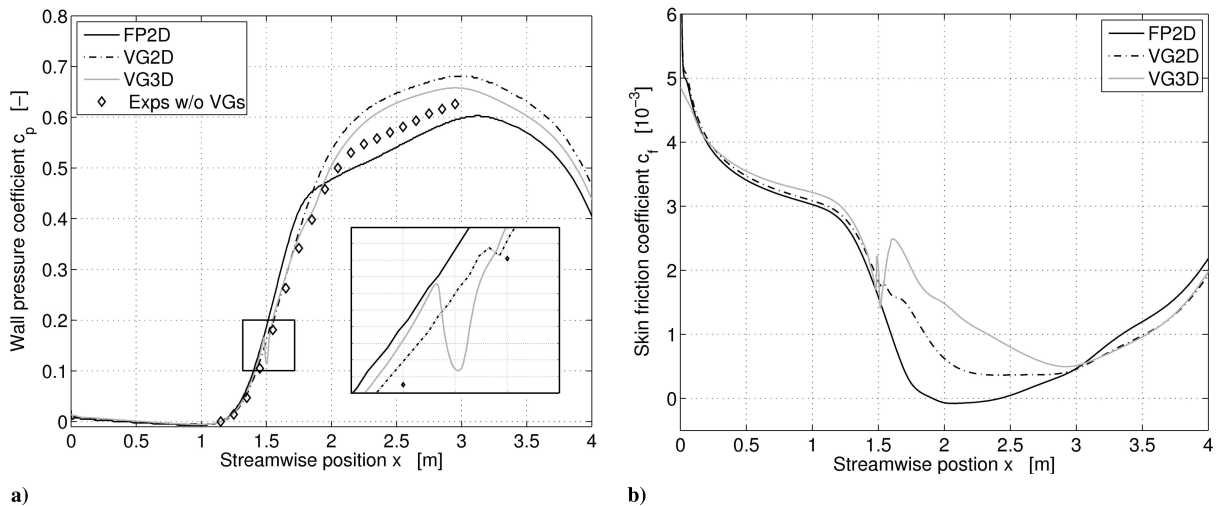 0.8
0.7
0.6
0.5
0.4
0.3
0.2
0.1
0
Wall pressure coefficient c_p [-]
FP2D
VG2D
VG3D
Exps w/o VGs
0 0.5 1 1.5 2 2.5 3 3.5 4
Streamwise position x [m]
a)
6
5
4
3
2
1
0
Skin friction coefficient c_f [10^-3]
FP2D
VG2D
VG3D
0 0.5 1 1.5 2 2.5 3 3.5 4
Streamwise postion x [m]
b)